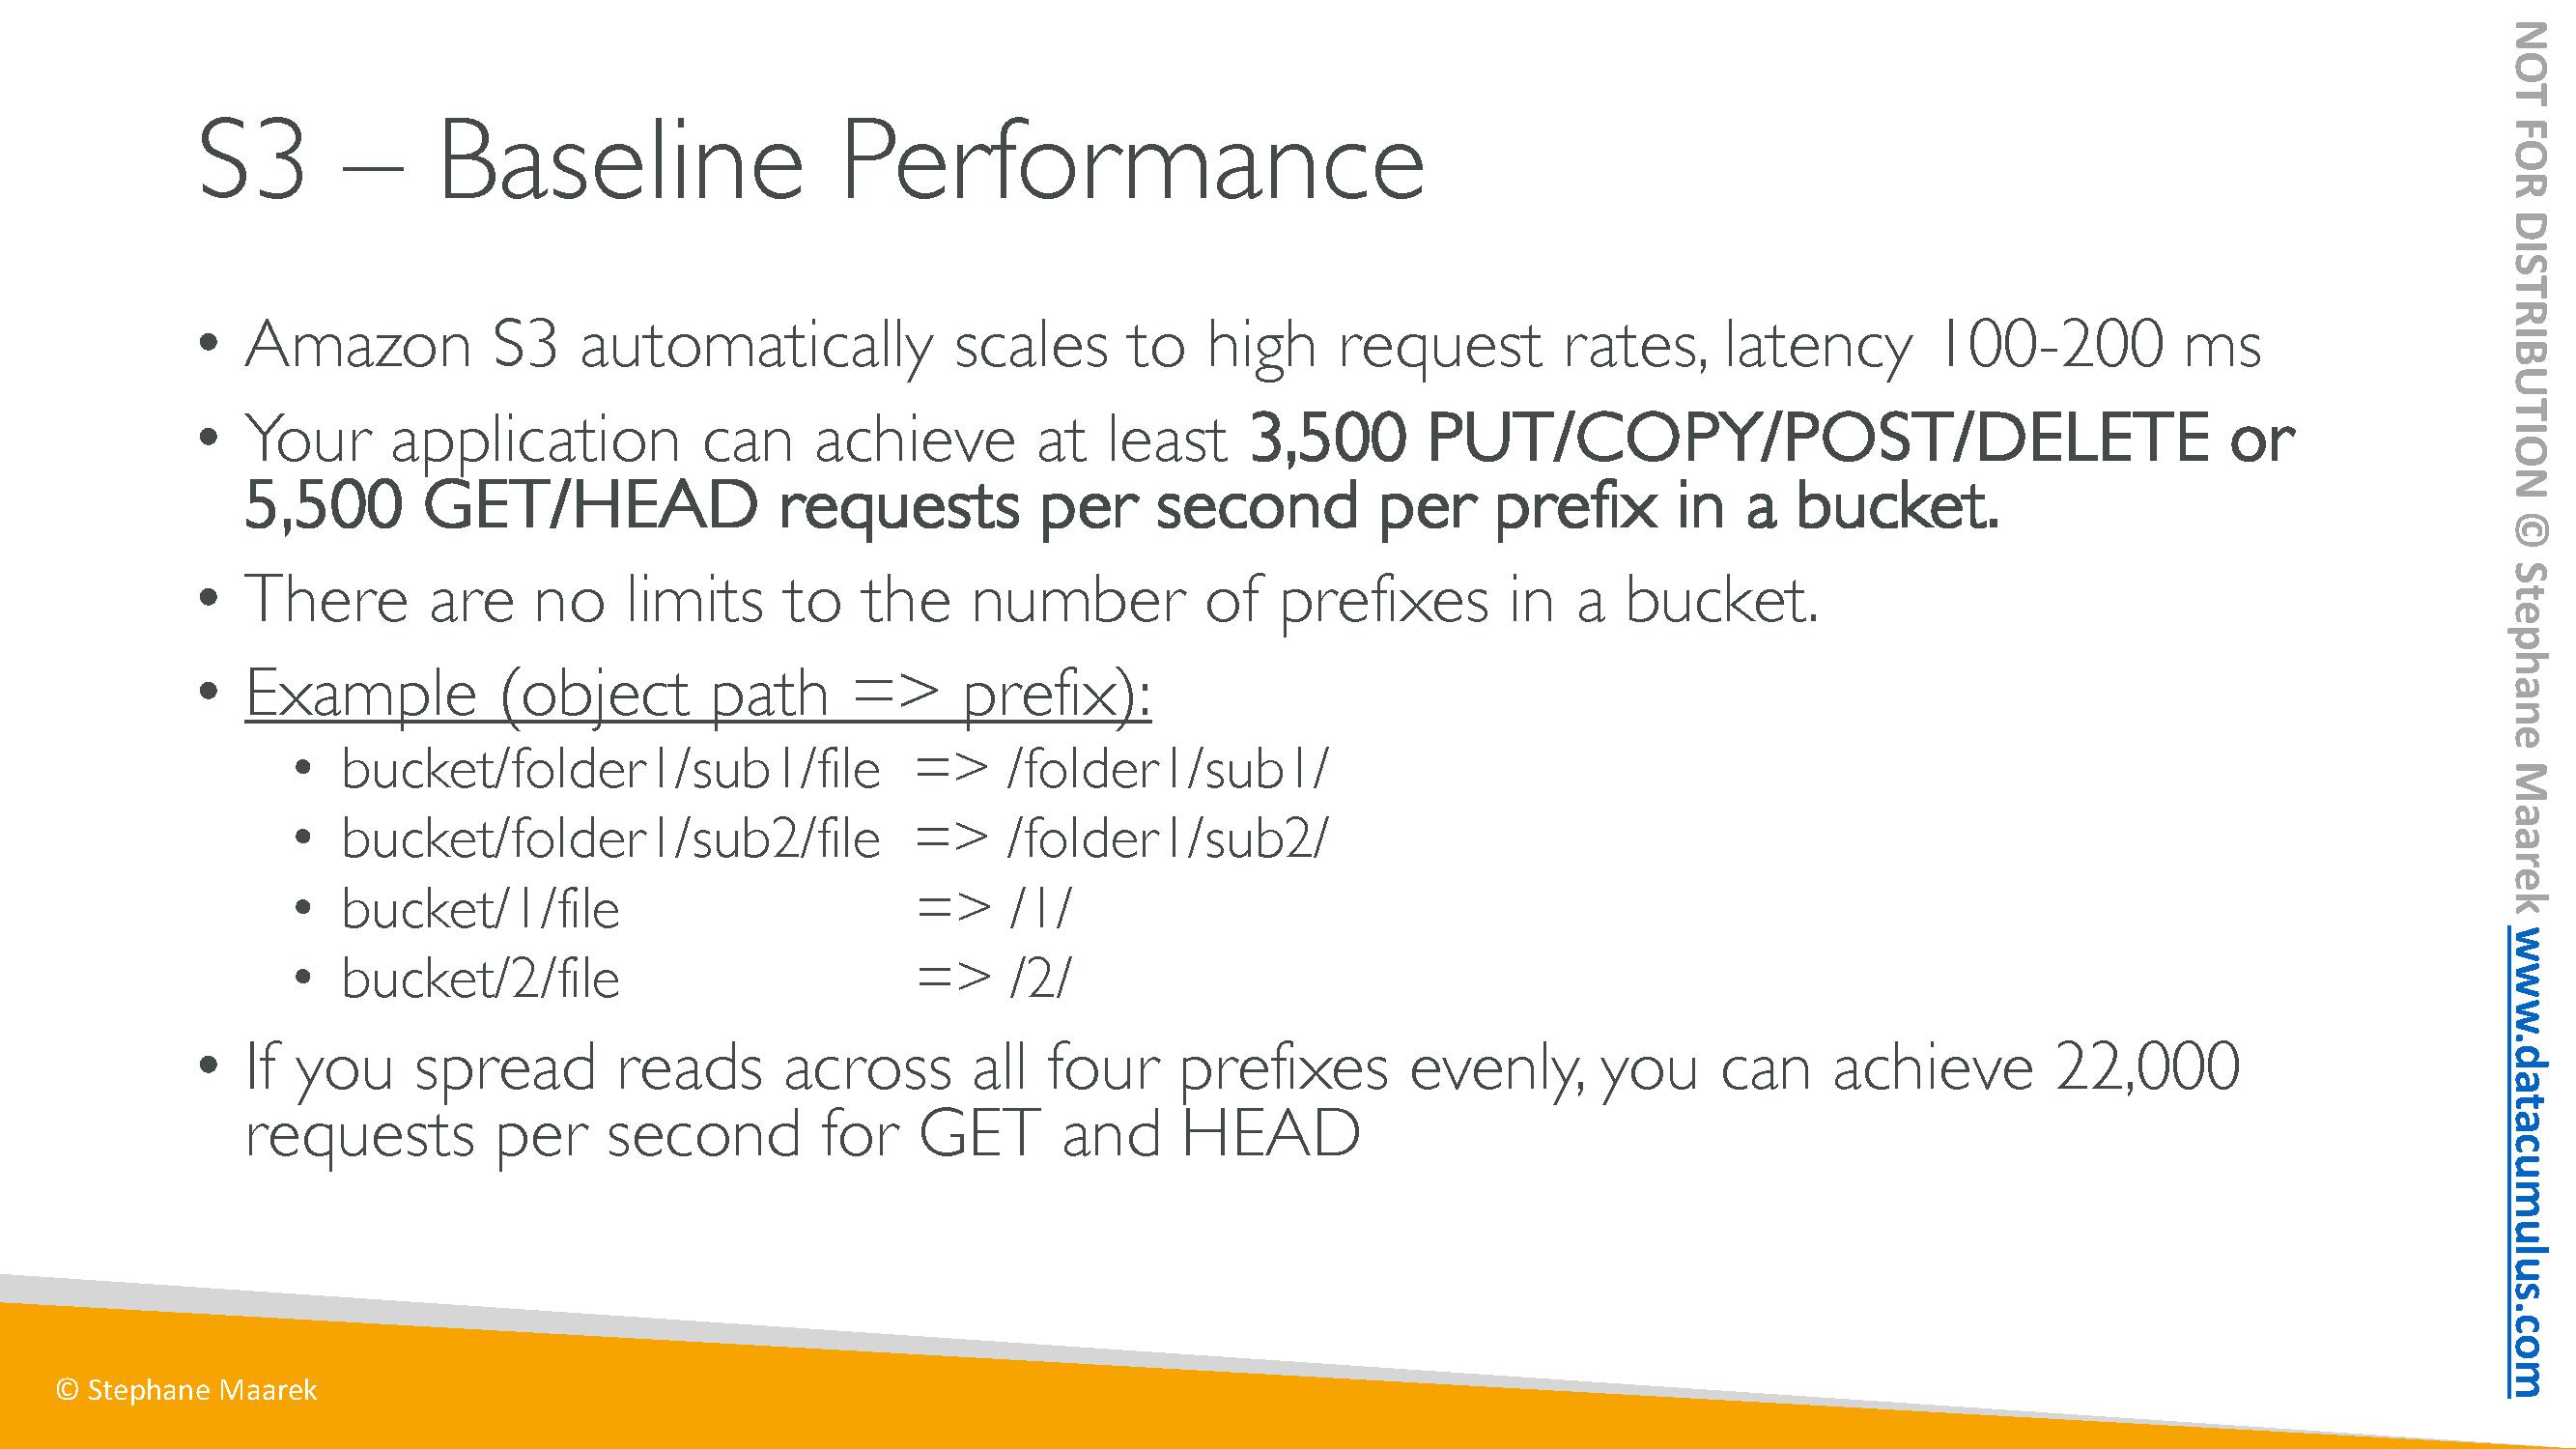 S3 – Baseline Performance
• Amazon S3 automatically scales to high request rates, latency 100-200 ms
• Your application can achieve at least 3,500 PUT/COPY/POST/DELETE or
5,500 GET/HEAD requests per second per prefix in a bucket.
• There are no limits to the number of prefixes in a bucket.
• Example (object path => prefix):
• bucket/folder1/sub1/file => /folder1/sub1/
• bucket/folder1/sub2/file => /folder1/sub2/
• bucket/1/file => /1/
• bucket/2/file => /2/
• If you spread reads across all four prefixes evenly, you can achieve 22,000
requests per second for GET and HEAD
© Stephane Maarek
NOT FOR DISTRIBUTION © Stephane Maarek www.datacumulus.com